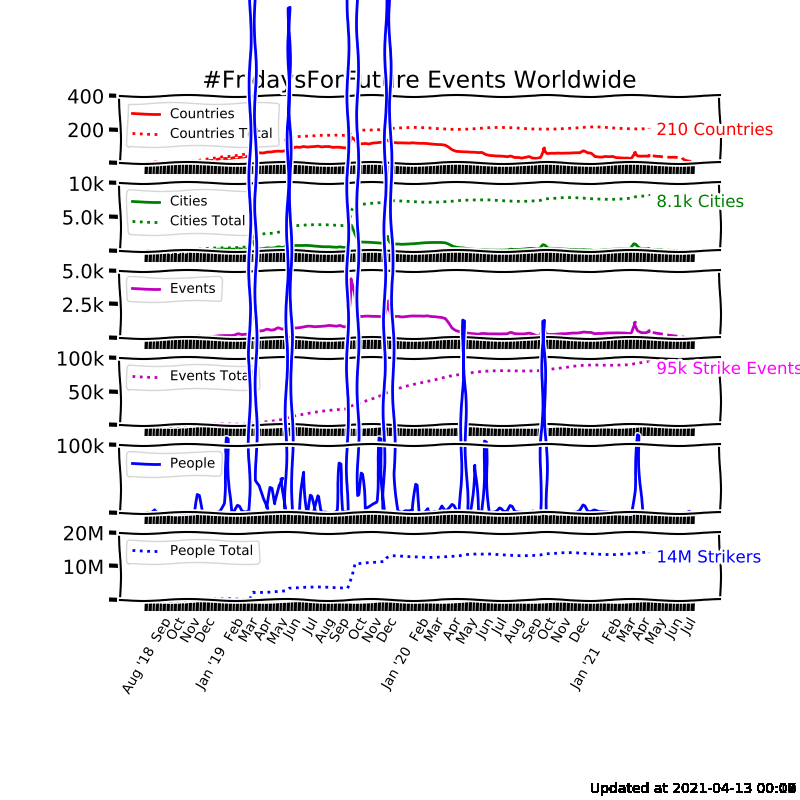 #FridaysForFuture Events Worldwide
400
200
Countries
Countries Total
210 Countries
10k
5.0k
Cities
Cities Total
8.1k Cities
5.0k
2.5k
Events
100k
50k
Events Total
95k Strike Events
100k
People
20M
10M
People Total
14M Strikers
Aug '18 Sep Oct Nov Dec Jan '19 Feb Mar Apr May Jun Jul Aug Sep Oct Nov Dec Jan '20 Feb Mar Apr May Jun Jul Aug Sep Oct Nov Dec Jan '21 Feb Mar Apr May Jun Jul
Updated at 2021-04-13